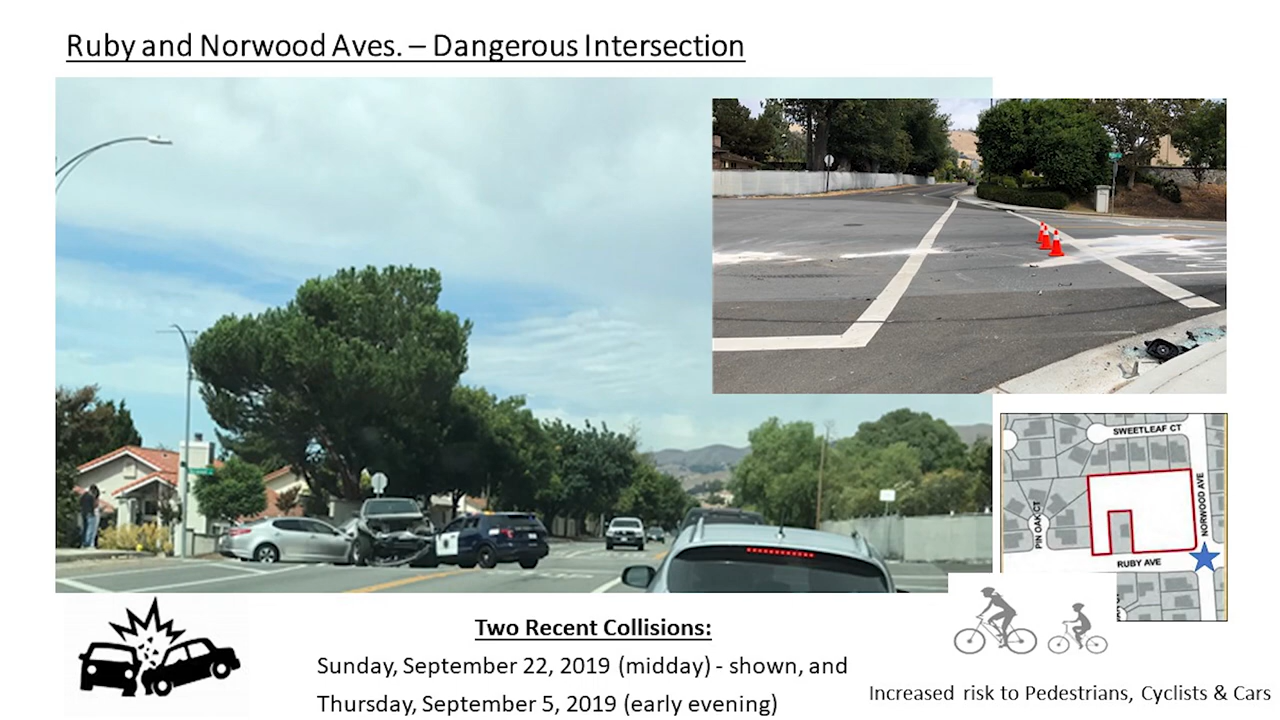 Ruby and Norwood Aves. – Dangerous Intersection
SWEETLEAF CT
NORWOOD AVE
PIN OAK CT
RUBY AVE
Two Recent Collisions:
Sunday, September 22, 2019 (midday) - shown, and
Thursday, September 5, 2019 (early evening)
Increased risk to Pedestrians, Cyclists & Cars